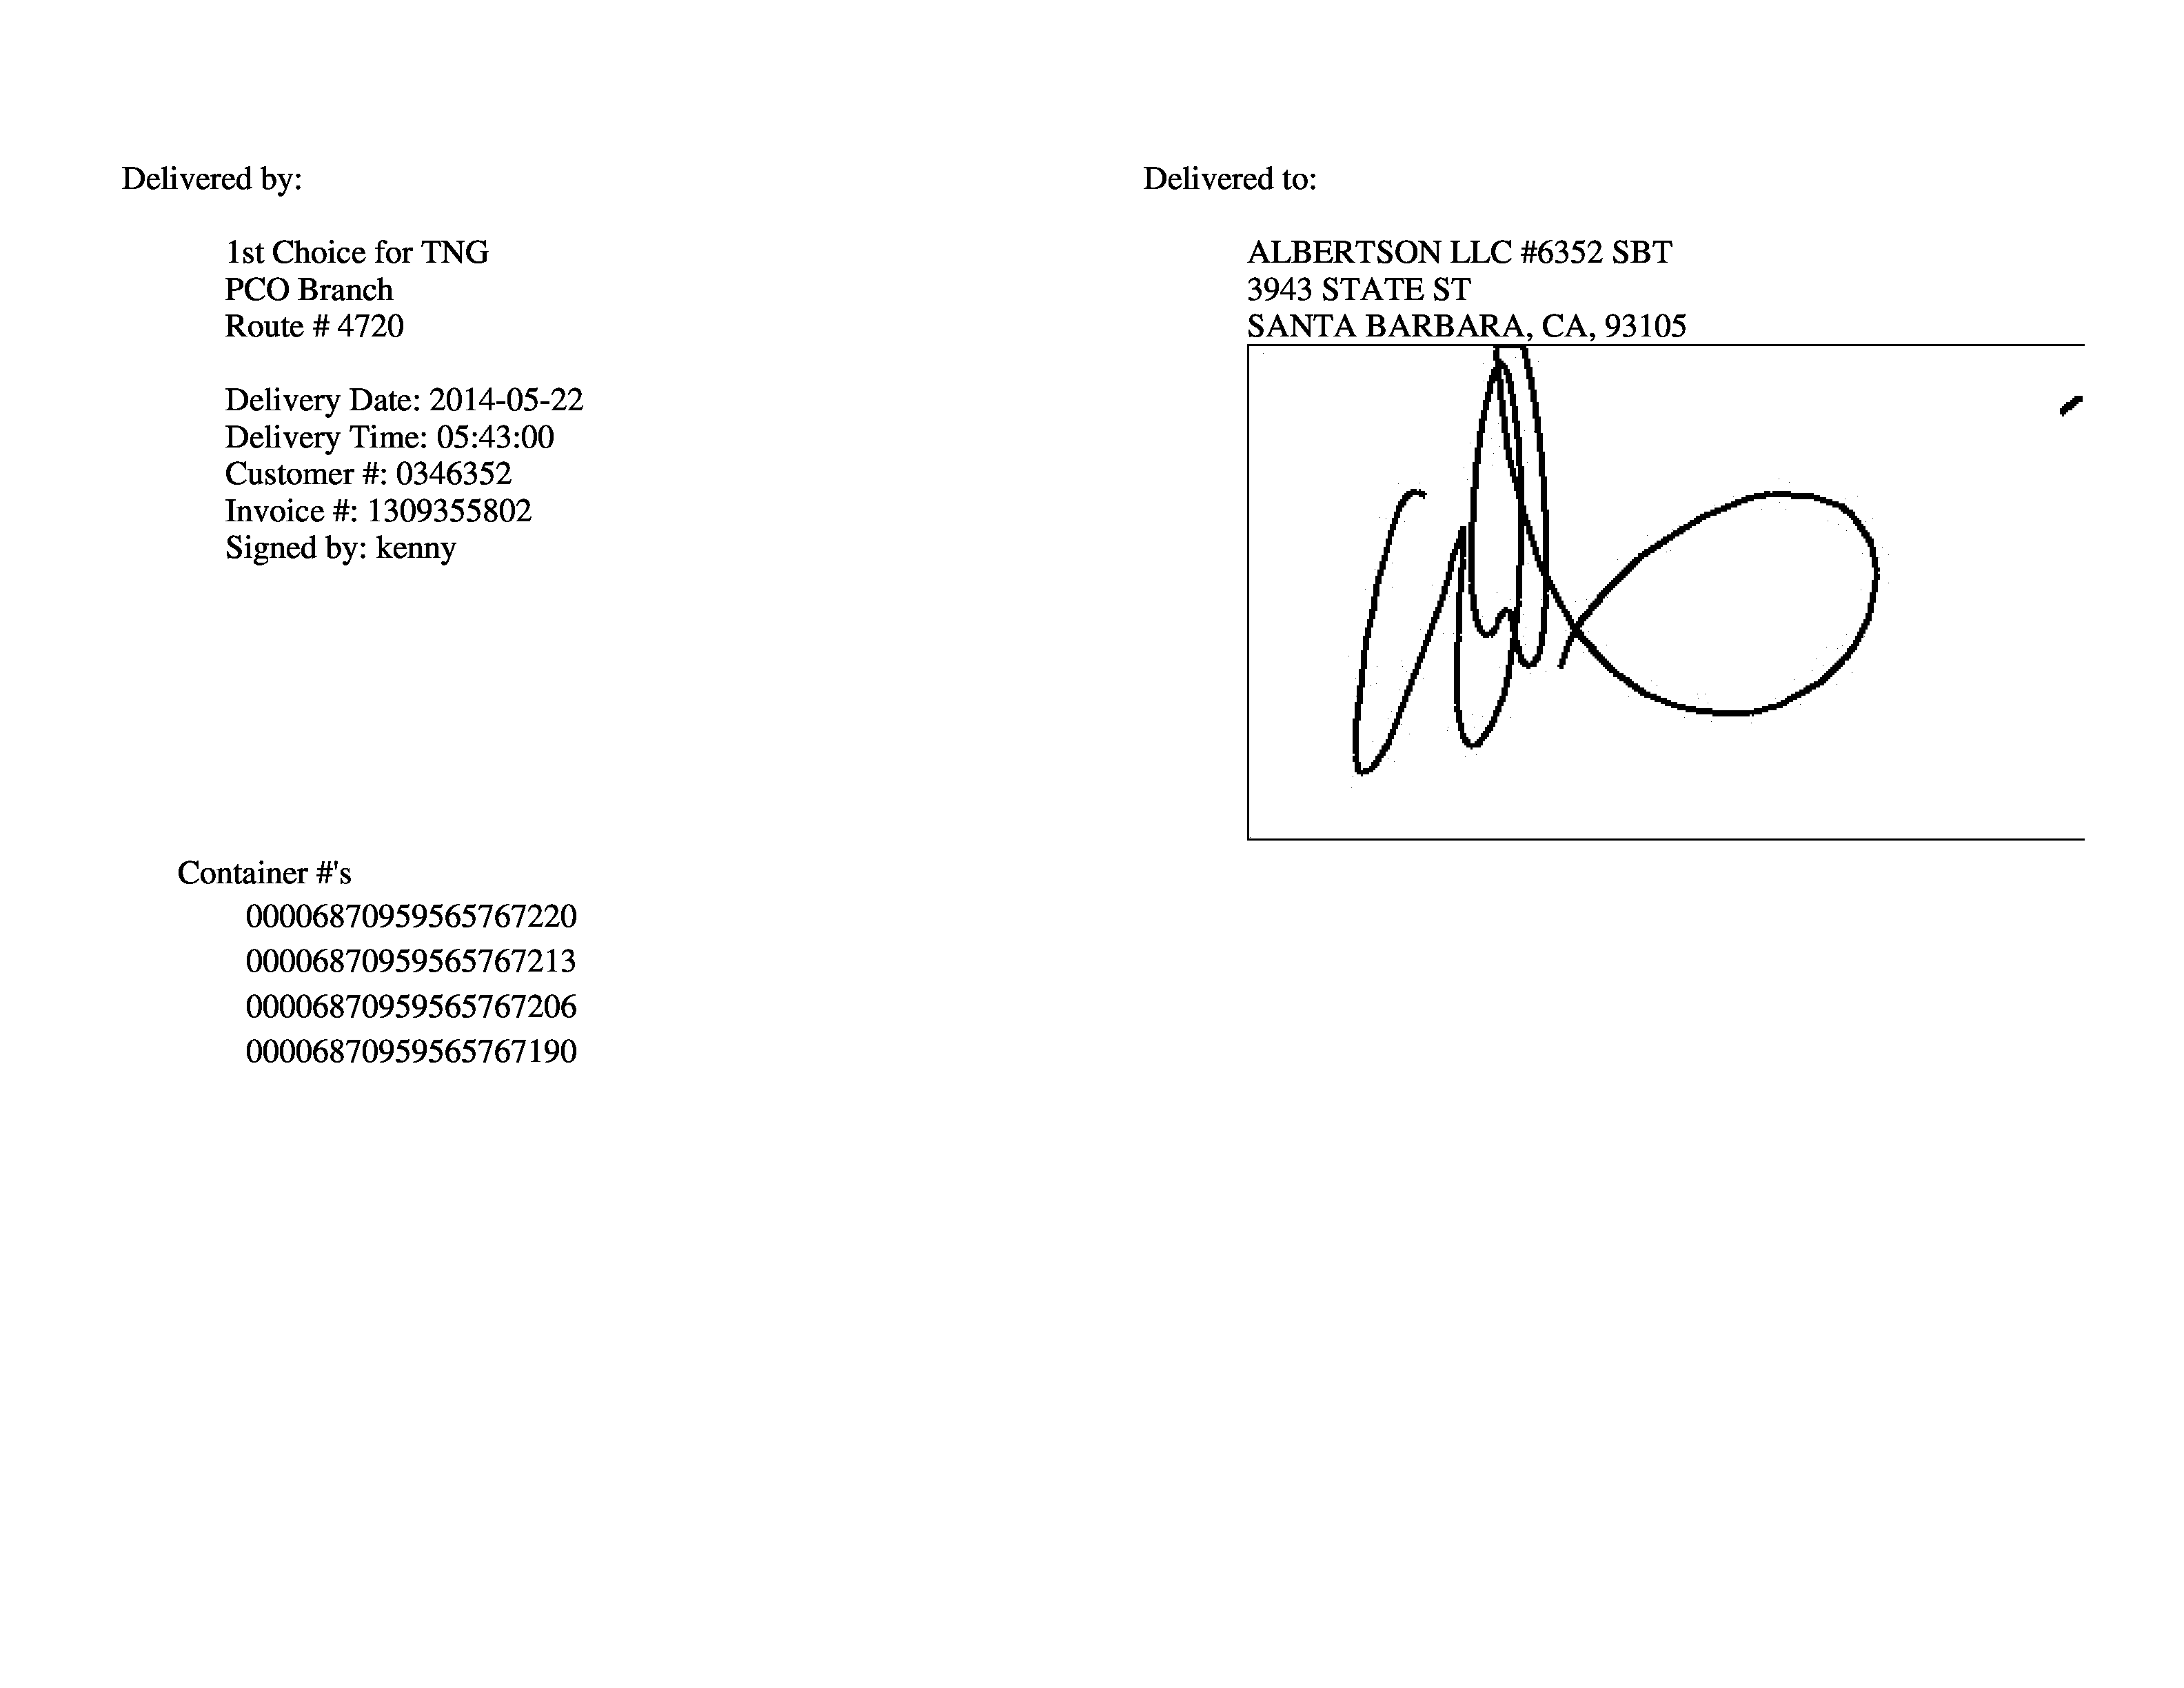 Delivered by:
1st Choice for TNG
PCO Branch
Route # 4720
Delivery Date: 2014-05-22
Delivery Time: 05:43:00
Customer #: 0346352
Invoice #: 1309355802
Signed by: kenny
Delivered to:
ALBERTSON LLC #6352 SBT
3943 STATE ST
SANTA BARBARA, CA, 93105
Container #'s
00006870959565767220
00006870959565767213
00006870959565767206
00006870959565767190